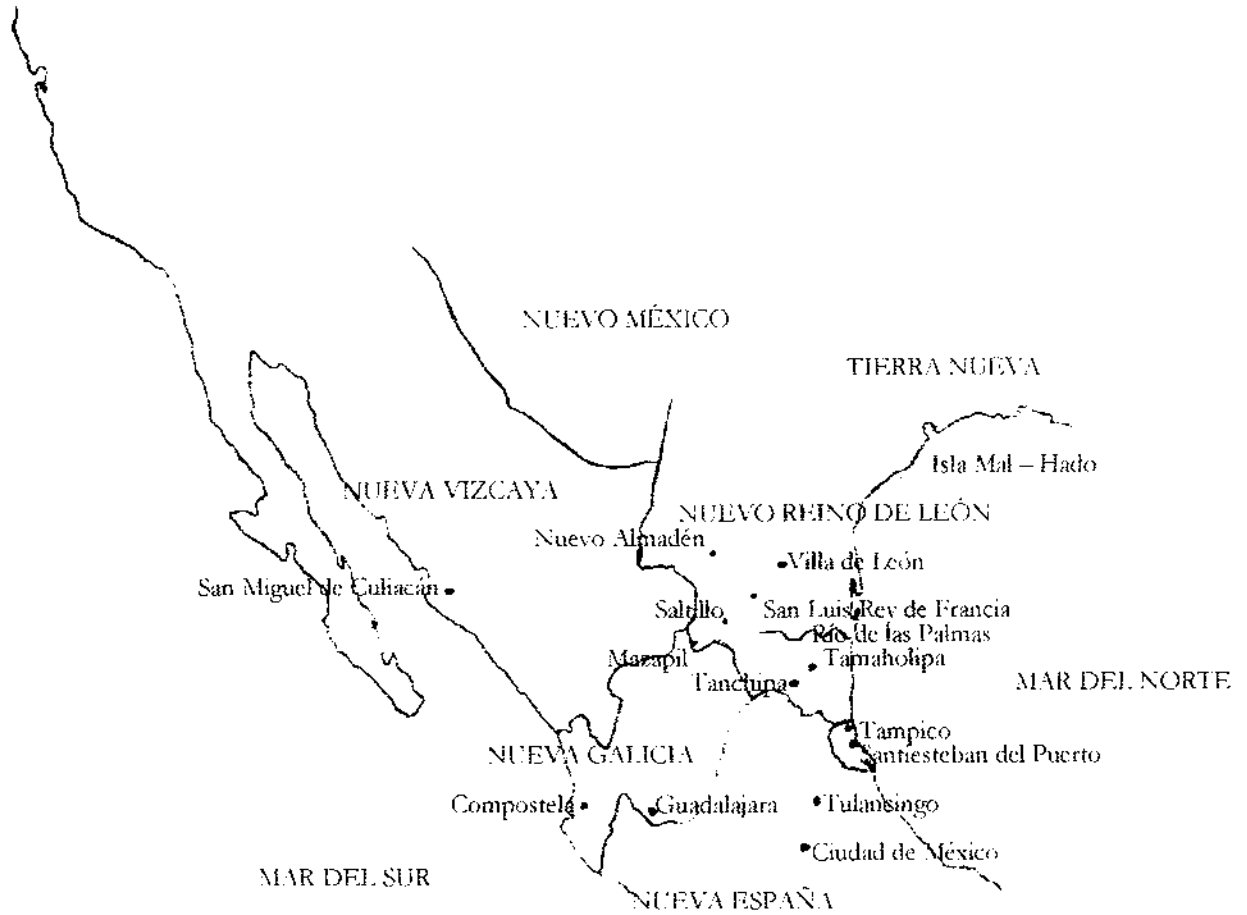 NUEVO MÉXICO
TIERRA NUEVA
Isla Mal – Hado
NUEVA VIZCAYA
NUEVO REINO DE LEÓN
Nuevo Almadén
Villa de León
San Miguel de Culiacán
San Luis Rey de Francia
Saltillo
Río de las Palmas
Mazapil
Tamaholipa
Tanchipa
MAR DEL NORTE
Tampico
Santiesteban del Puerto
NUEVA GALICIA
Compostela
Guadalajara
Tulancingo
Ciudad de México
MAR DEL SUR
NUEVA ESPAÑA